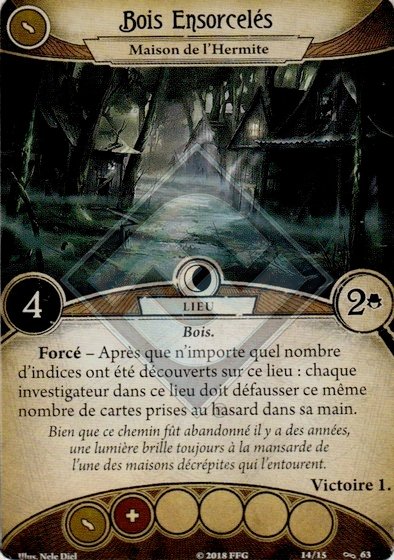 Bois Ensorcelés
Maison de l'Hermite
4
LIEU
2
Bois.
Forcé – Après que n'importe quel nombre
d'indices ont été découverts sur ce lieu : chaque
investigateur dans ce lieu doit défausser ce même
nombre de cartes prises au hasard dans sa main.
Bien que ce chemin fût abandonné il y a des années,
une lumière brille toujours à la mansarde de
l'une des maisons décrépites qui l'entourent.
Victoire 1.
Illus. Nele Diel
© 2018 FFG
14/15
63